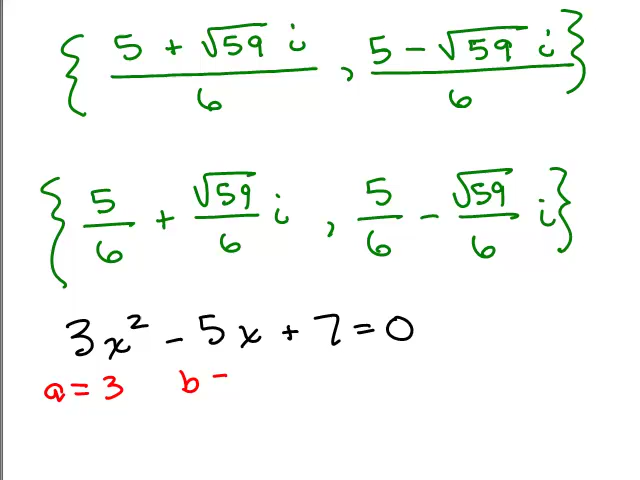 { (5 + √59 i)/6 , (5 − √59 i)/6 }
{ 5/6 + √59/6 i , 5/6 − √59/6 i }
3x² − 5x + 7 = 0
a = 3 b −